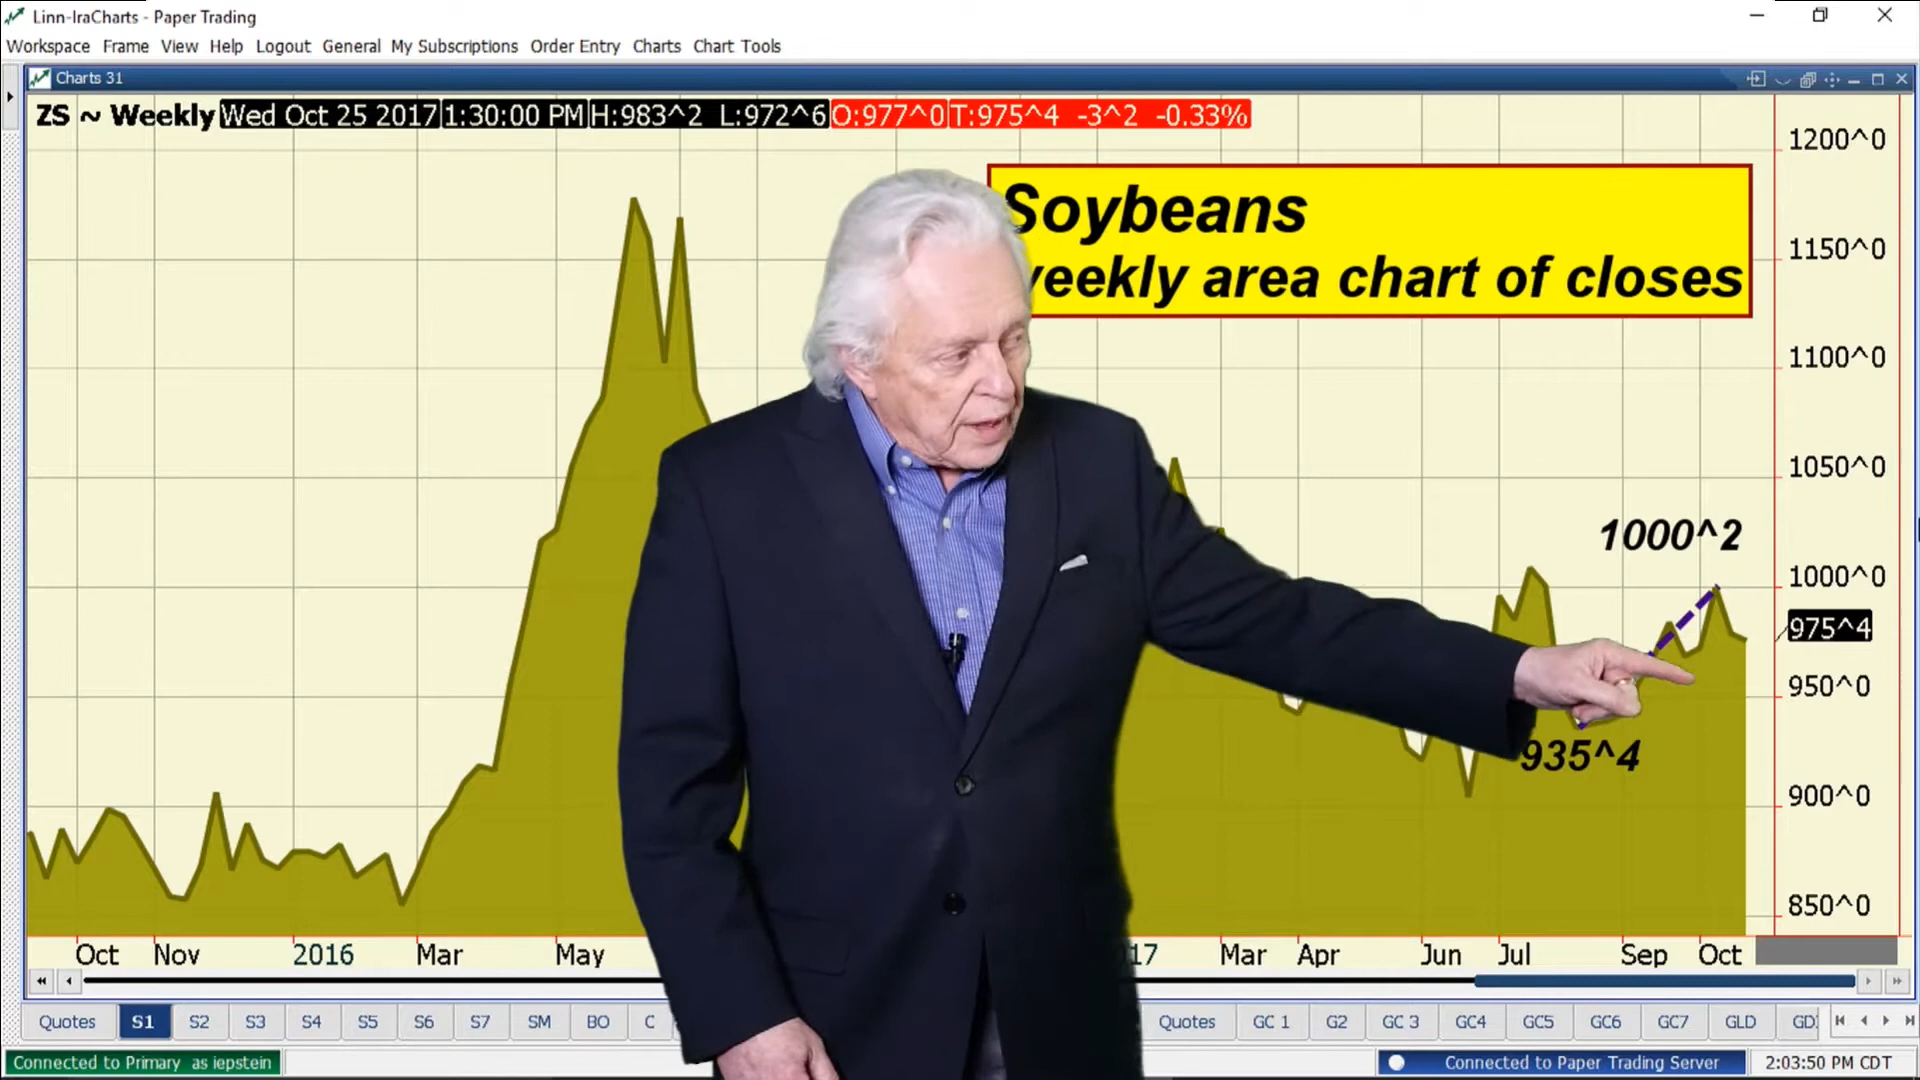 Linn-IraCharts - Paper Trading
Workspace Frame View Help Logout General My Subscriptions Order Entry Charts Chart Tools
Charts 31
ZS ~ Weekly Wed Oct 25 2017 1:30:00 PM H:983^2 L:972^6 O:977^0 T:975^4 -3^2 -0.33%
Soybeans
weekly area chart of closes
1200^0
1150^0
1100^0
1050^0
1000^2
1000^0
975^4
950^0
935^4
900^0
850^0
Oct Nov 2016 Mar May 17 Mar Apr Jun Jul Sep Oct
Quotes S1 S2 S3 S4 S5 S6 S7 SM BO C Quotes GC 1 G2 GC 3 GC4 GC5 GC6 GC7 GLD GD
Connected to Primary as iepstein Connected to Paper Trading Server 2:03:50 PM CDT